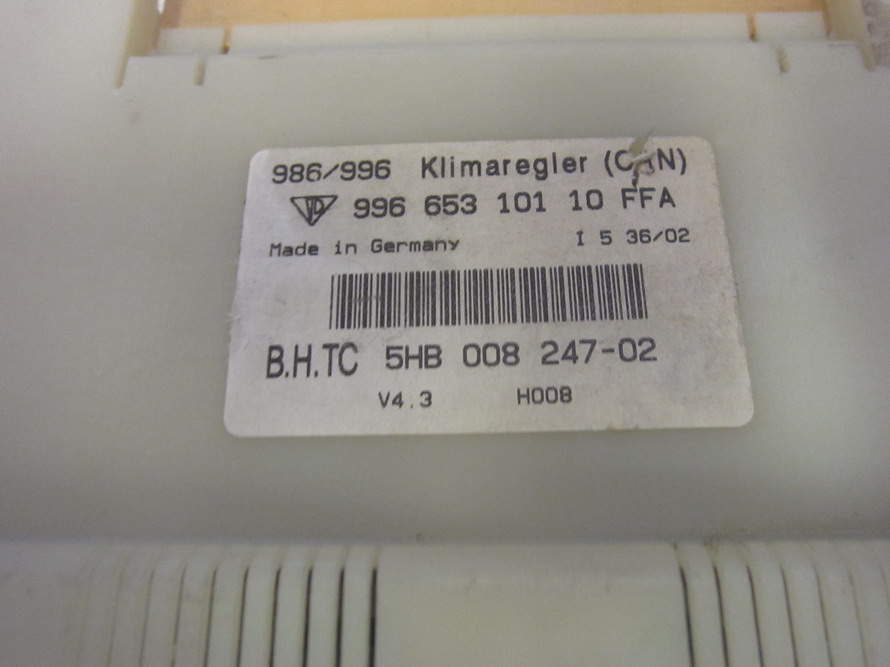 986/996 Klimaregler (CAN)
996 653 101 10 FFA
Made in Germany I 5 36/02
B.H.TC 5HB 008 247-02
V4.3 H008